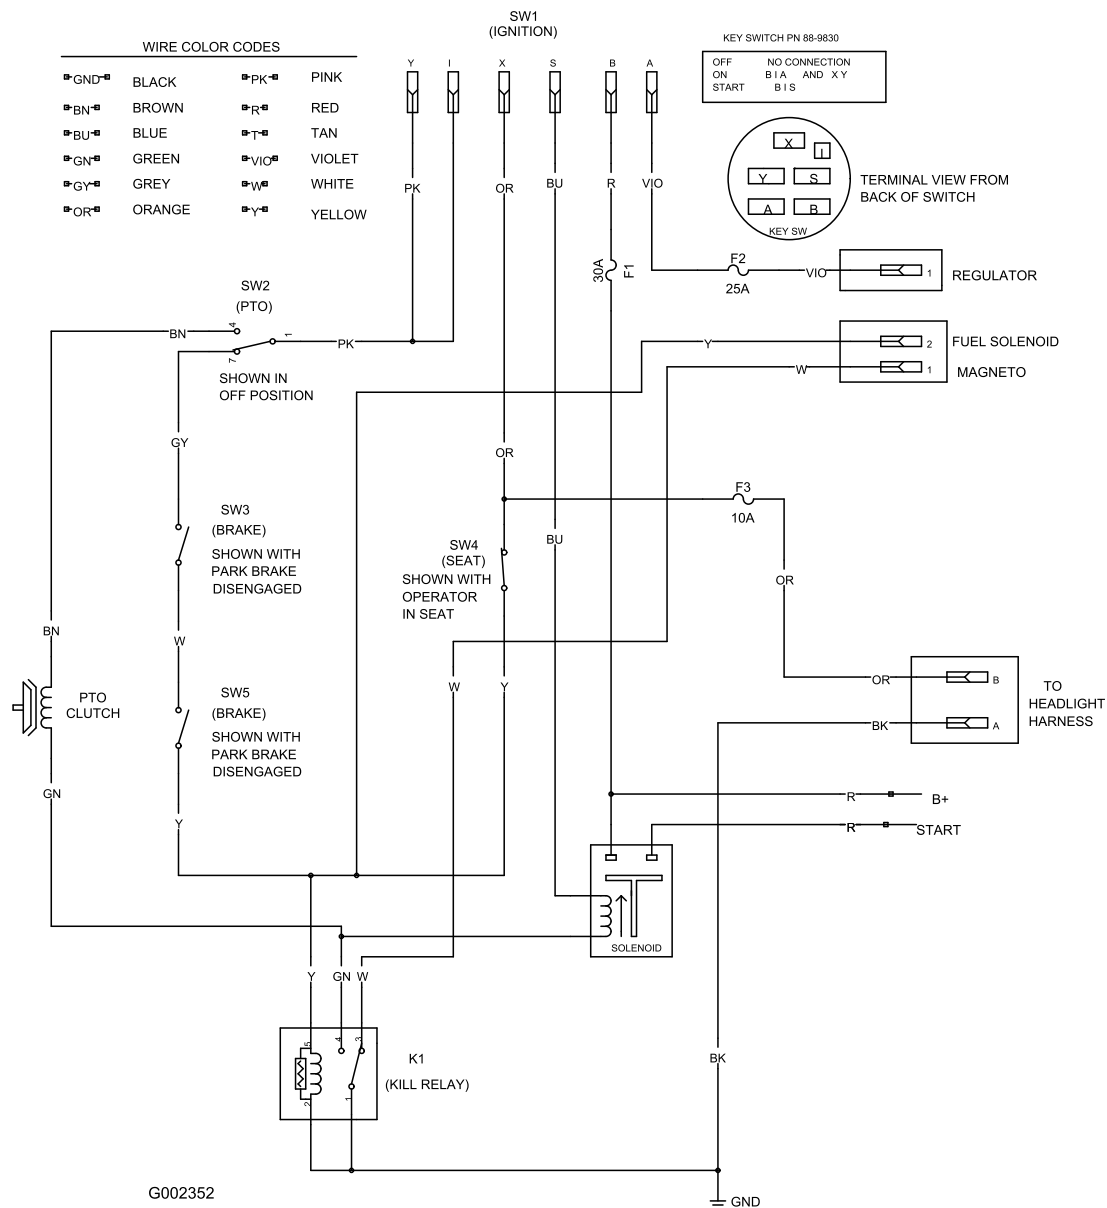 SW1
(IGNITION)
WIRE COLOR CODES
GND BLACK
BN BROWN
BU BLUE
GN GREEN
GY GREY
OR ORANGE
PK PINK
R RED
T TAN
VIO VIOLET
W WHITE
Y YELLOW
Y I X S B A
KEY SWITCH PN 88-9830
OFF NO CONNECTION
ON B I A AND X Y
START B I S
X
I
Y S
A B
KEY SW
TERMINAL VIEW FROM
BACK OF SWITCH
PK
OR
BU
R
VIO
30A
F1
F2
25A
VIO
1
REGULATOR
SW2
(PTO)
BN
4
1
7
PK
SHOWN IN
OFF POSITION
Y
2
FUEL SOLENOID
W
1
MAGNETO
GY
OR
SW3
(BRAKE)
SHOWN WITH
PARK BRAKE
DISENGAGED
F3
10A
SW4
(SEAT)
SHOWN WITH
OPERATOR
IN SEAT
BU
OR
BN
W
W
Y
PTO
CLUTCH
SW5
(BRAKE)
SHOWN WITH
PARK BRAKE
DISENGAGED
OR
B
BK
A
TO
HEADLIGHT
HARNESS
GN
Y
R
B+
R
START
SOLENOID
Y
GN
W
5
4
3
2
1
K1
(KILL RELAY)
BK
G002352
GND